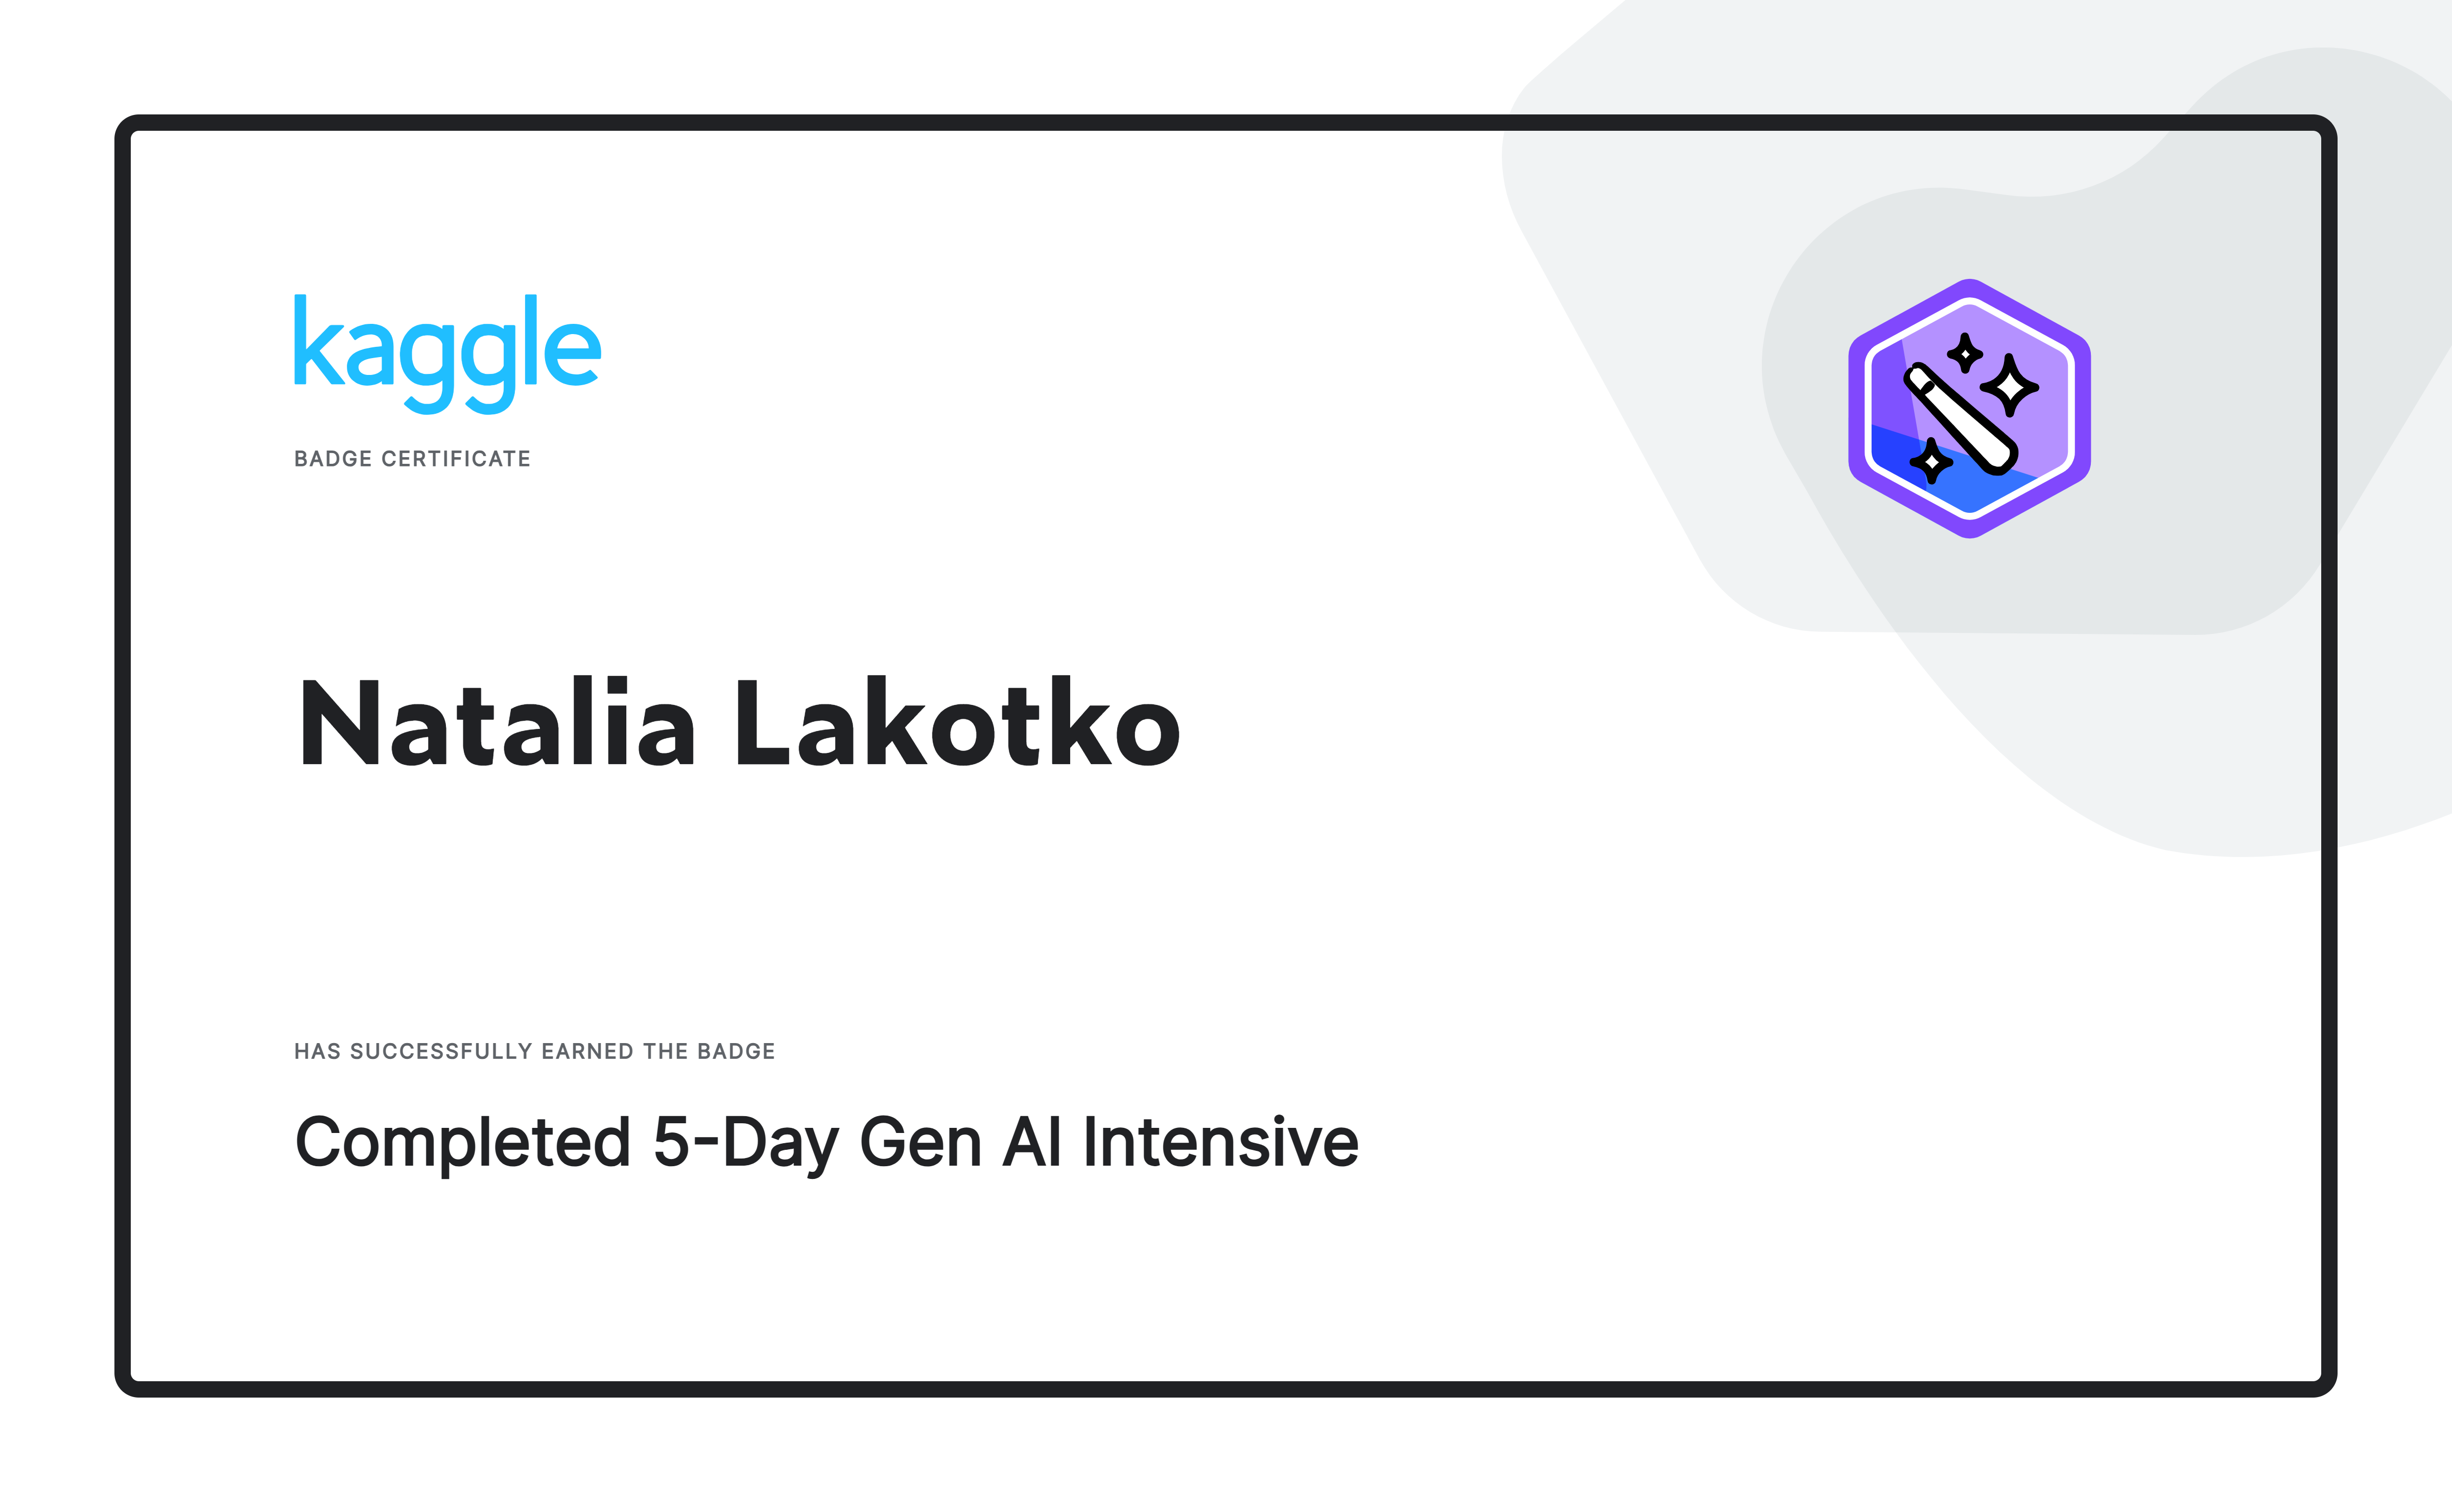 kaggle
BADGE CERTIFICATE
Natalia Lakotko
HAS SUCCESSFULLY EARNED THE BADGE
Completed 5-Day Gen AI Intensive